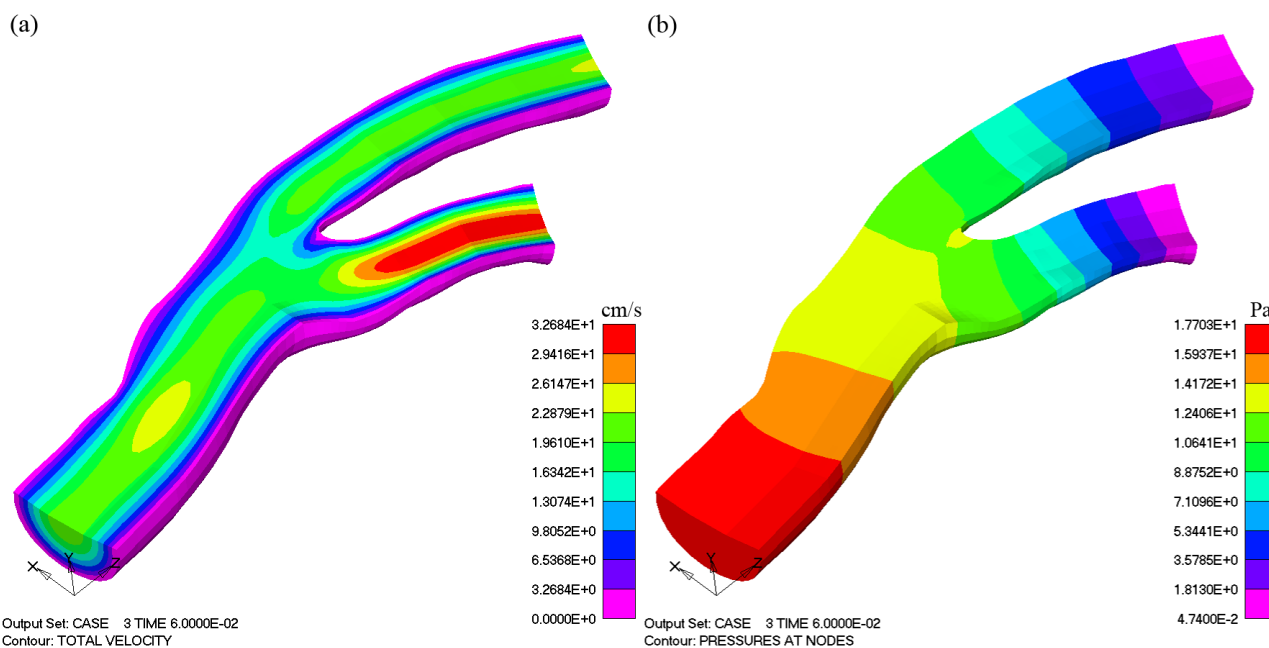 (a)
(b)
cm/s
3.2684E+1
2.9416E+1
2.6147E+1
2.2879E+1
1.9610E+1
1.6342E+1
1.3074E+1
9.8052E+0
6.5368E+0
3.2684E+0
0.0000E+0
X
Y
Z
Output Set: CASE 3 TIME 6.0000E-02
Contour: TOTAL VELOCITY
Pa
1.7703E+1
1.5937E+1
1.4172E+1
1.2406E+1
1.0641E+1
8.8752E+0
7.1096E+0
5.3441E+0
3.5785E+0
1.8130E+0
4.7400E-2
X
Y
Z
Output Set: CASE 3 TIME 6.0000E-02
Contour: PRESSURES AT NODES